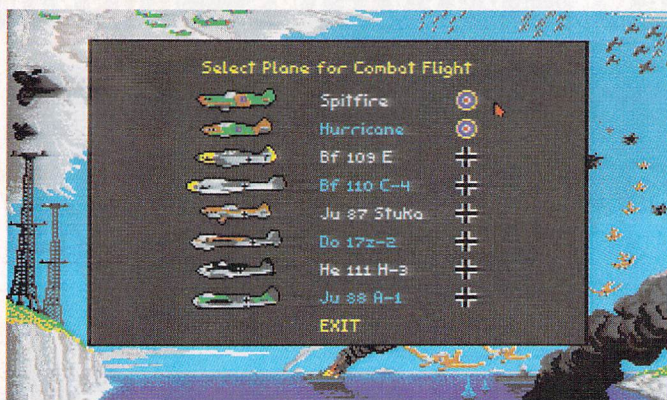 Select Plane for Combat Flight
Spitfire
Hurricane
Bf 109 E
Bf 110 C-4
Ju 87 Stuka
Do 17z-2
He 111 H-3
Ju 88 A-1
EXIT